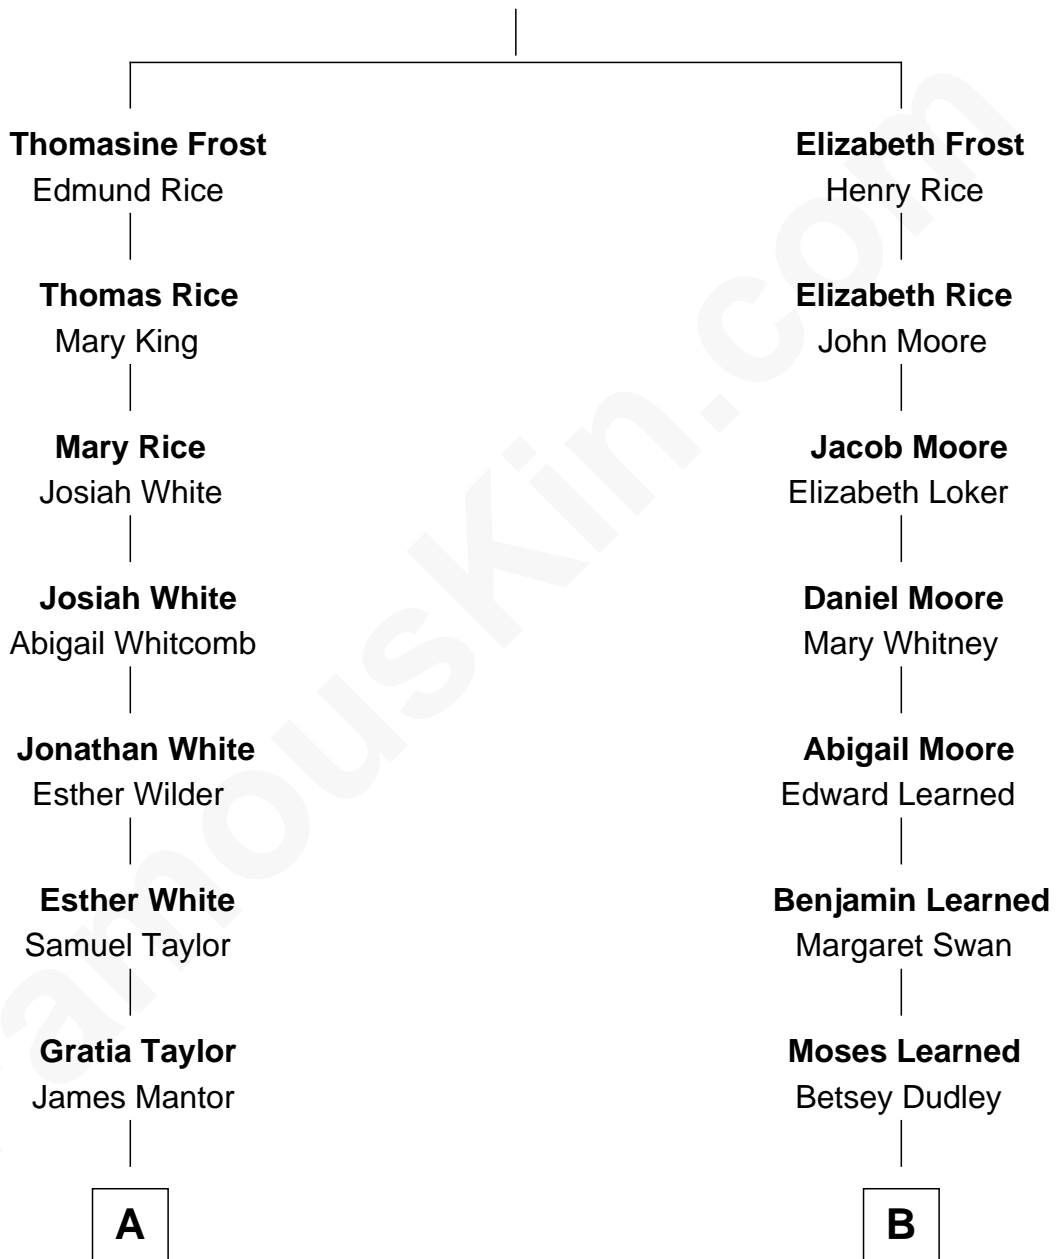 Thomasine Frost
Edmund Rice
Thomas Rice
Mary King
Mary Rice
Josiah White
Josiah White
Abigail Whitcomb
Jonathan White
Esther Wilder
Esther White
Samuel Taylor
Gratia Taylor
James Mantor
A
Elizabeth Frost
Henry Rice
Elizabeth Rice
John Moore
Jacob Moore
Elizabeth Loker
Daniel Moore
Mary Whitney
Abigail Moore
Edward Learned
Benjamin Learned
Margaret Swan
Moses Learned
Betsey Dudley
B
amousKin.com